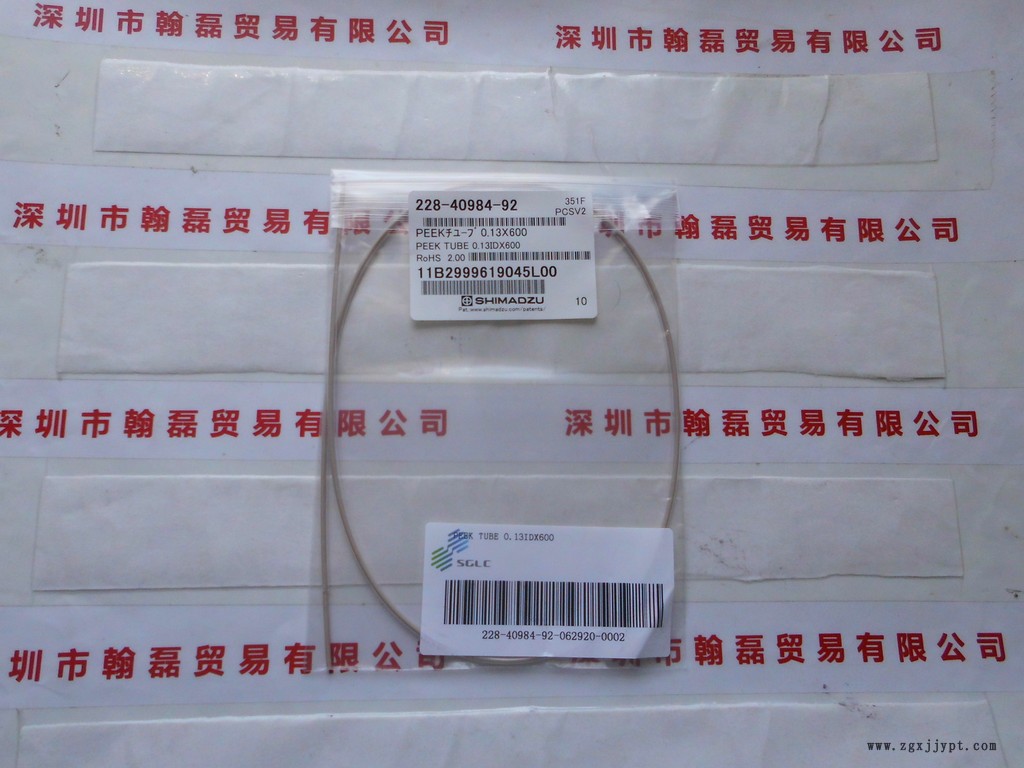 深圳市翰磊贸易有限公司
深圳市翰磊贸易有限公司
深圳市翰磊贸易有限公司
贸易有限公司
228-40984-92
351F
PCSV2
PEEKチューブ 0.13X600
PEEK TUBE 0.13IDX600
RoHS 2.00
11B2999619045L00
SHIMADZU
10
Pat. www.shimadzu.com/patents/
深圳市翰磊贸易有限公司
深圳市翰磊贸易有限公司
PEEK TUBE 0.13IDX600
SGLC
228-40984-92-062920-0002
圳市翰磊贸易有限公司
深圳市翰磊贸易有限公司
www.zgxjjypt.com